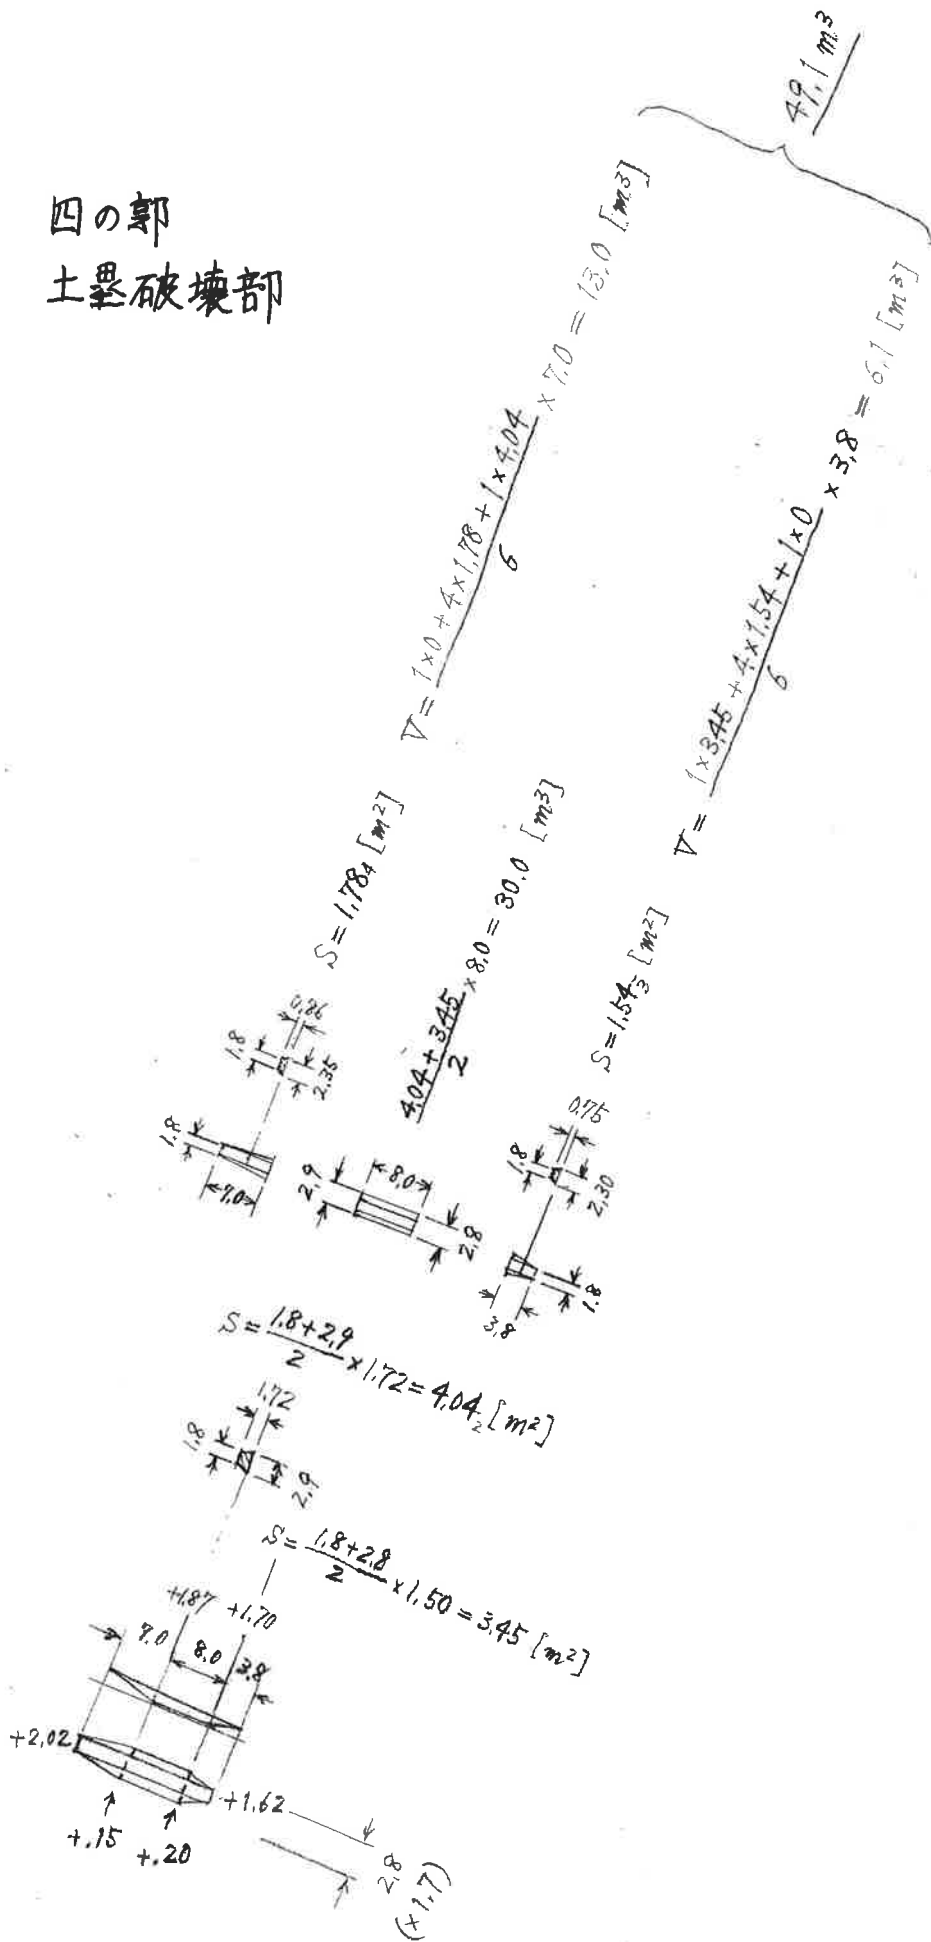 四の郭
土塁破壊部
49.1 m³
V = (1×0 + 4×1.78 + 1×4.04)/6 × 7.0 = 13.0 [m³]
V = (1×3.45 + 4×1.54 + 1×0)/6 × 3.8 = 6.1 [m³]
S = 1.784 [m²]
(4.04 + 3.45)/2 × 8.0 = 30.0 [m³]
S = 1.543 [m²]
0.86
1.8
2.35
1.8
7.0
2.9
8.0
2.8
0.75
1.8
2.30
3.8
1.8
S = (1.8+2.9)/2 × 1.72 = 4.042 [m²]
1.72
1.8
2.9
S = (1.8+2.8)/2 × 1.50 = 3.45 [m²]
+1.87
+1.70
7.0
8.0
3.8
+2.02
+1.62
+.15
+.20
2.8
(×1.7)